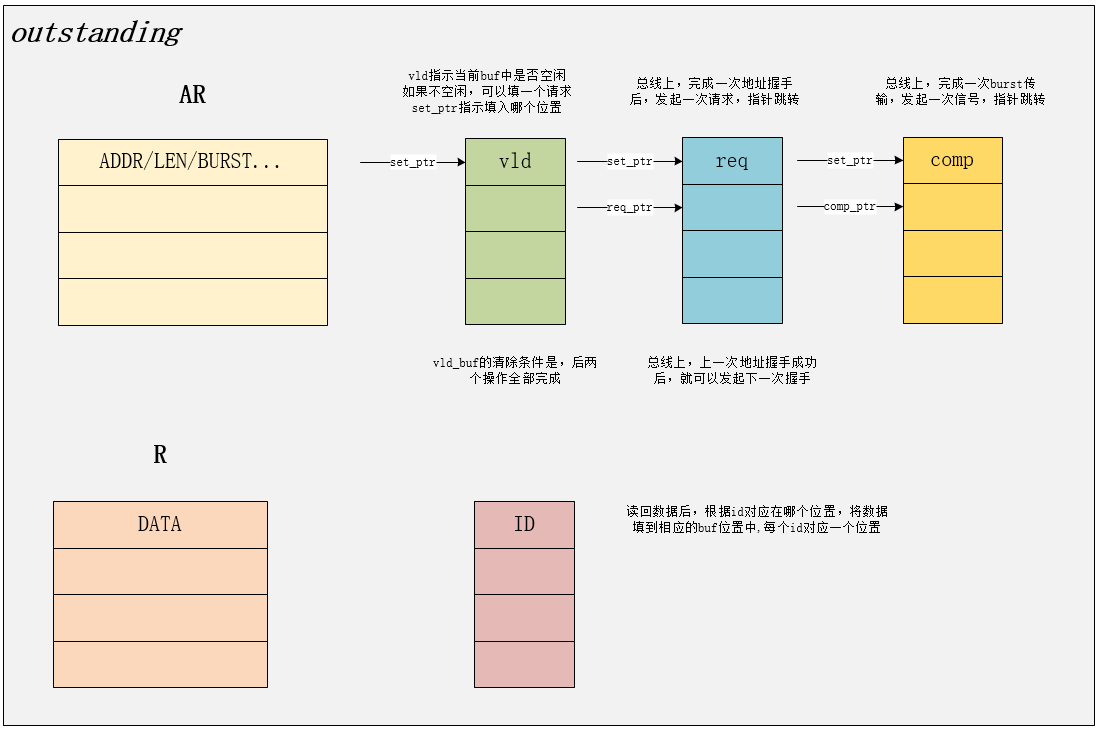 outstanding
AR
vld指示当前buf中是否空闲
如果不空闲，可以填一个请求
set_ptr指示填入哪个位置
总线上，完成一次地址握手
后，发起一次请求，指针跳转
总线上，完成一次burst传
输，发起一次信号，指针跳转
ADDR/LEN/BURST...
set_ptr
vld
set_ptr
req
set_ptr
comp
req_ptr
comp_ptr
vld_buf的清除条件是，后两
个操作全部完成
总线上，上一次地址握手成功
后，就可以发起下一次握手
R
DATA
ID
读回数据后，根据id对应在哪个位置，将数据
填到相应的buf位置中,每个id对应一个位置